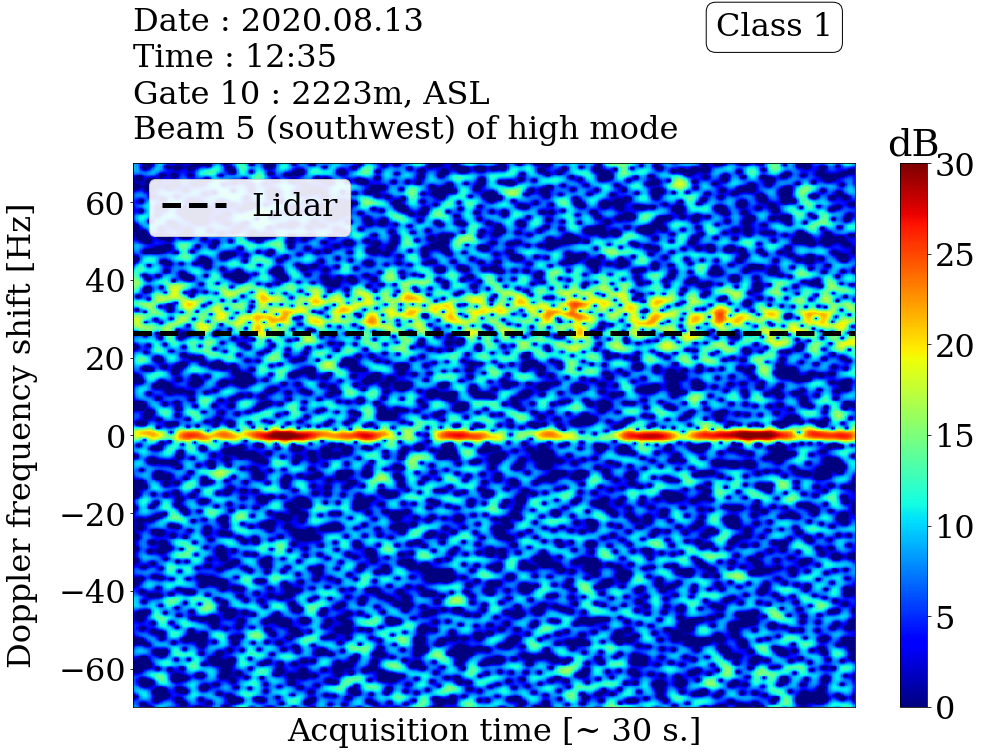 Date : 2020.08.13
Time : 12:35
Gate 10 : 2223m, ASL
Beam 5 (southwest) of high mode
Class 1
dB
Lidar
Doppler frequency shift [Hz]
60
40
20
0
−20
−40
−60
30
25
20
15
10
5
0
Acquisition time [~ 30 s.]